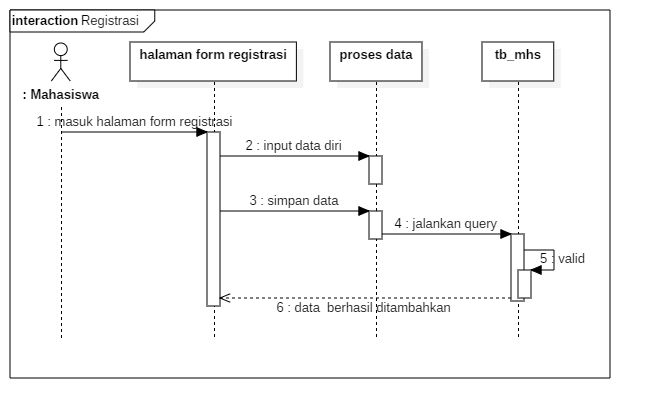 interaction Registrasi
halaman form registrasi
proses data
tb_mhs
: Mahasiswa
1 : masuk halaman form registrasi
2 : input data diri
3 : simpan data
4 : jalankan query
5 : valid
6 : data berhasil ditambahkan